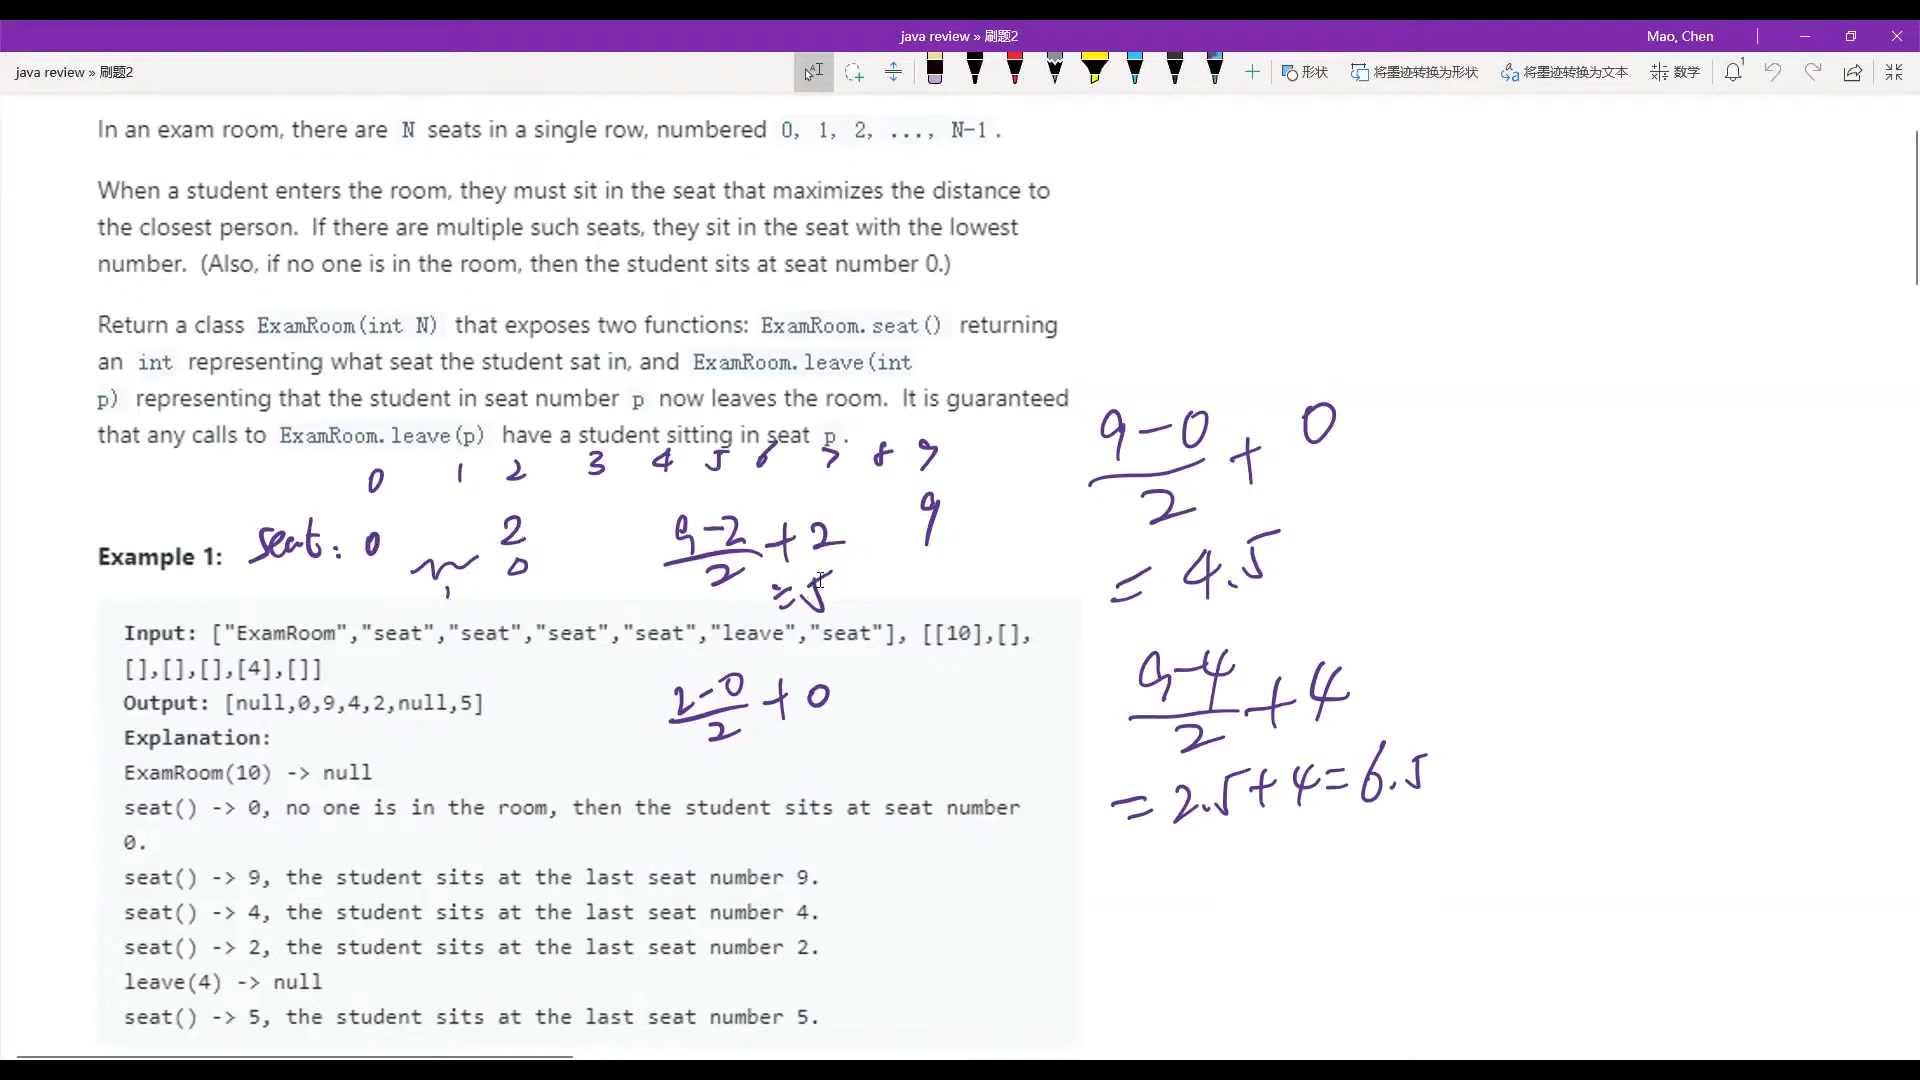 java review » 刷题2
Mao, Chen
java review » 刷题2
形状
将墨迹转换为形状
将墨迹转换为文本
数学
1
In an exam room, there are N seats in a single row, numbered 0, 1, 2, ..., N-1 .
When a student enters the room, they must sit in the seat that maximizes the distance to
the closest person.  If there are multiple such seats, they sit in the seat with the lowest
number.  (Also, if no one is in the room, then the student sits at seat number 0.)
Return a class ExamRoom(int N) that exposes two functions: ExamRoom.seat() returning
an int representing what seat the student sat in, and ExamRoom.leave(int
p) representing that the student in seat number p now leaves the room.  It is guaranteed
that any calls to ExamRoom.leave(p) have a student sitting in seat p .
0 1 2 3 4 5 6 7 8 9
seat: 0 2 9
0
1
9-2
2
+ 2
= 5
Example 1:
Input: ["ExamRoom","seat","seat","seat","seat","leave","seat"], [[10],[],
[],[],[],[4],[]]
Output: [null,0,9,4,2,null,5]
Explanation:
ExamRoom(10) -> null
seat() -> 0, no one is in the room, then the student sits at seat number
0.
seat() -> 9, the student sits at the last seat number 9.
seat() -> 4, the student sits at the last seat number 4.
seat() -> 2, the student sits at the last seat number 2.
leave(4) -> null
seat() -> 5, the student sits at the last seat number 5.
2-0
2
+ 0
9-0
2
+ 0
= 4.5
9-4
2
+ 4
= 2.5+4=6.5